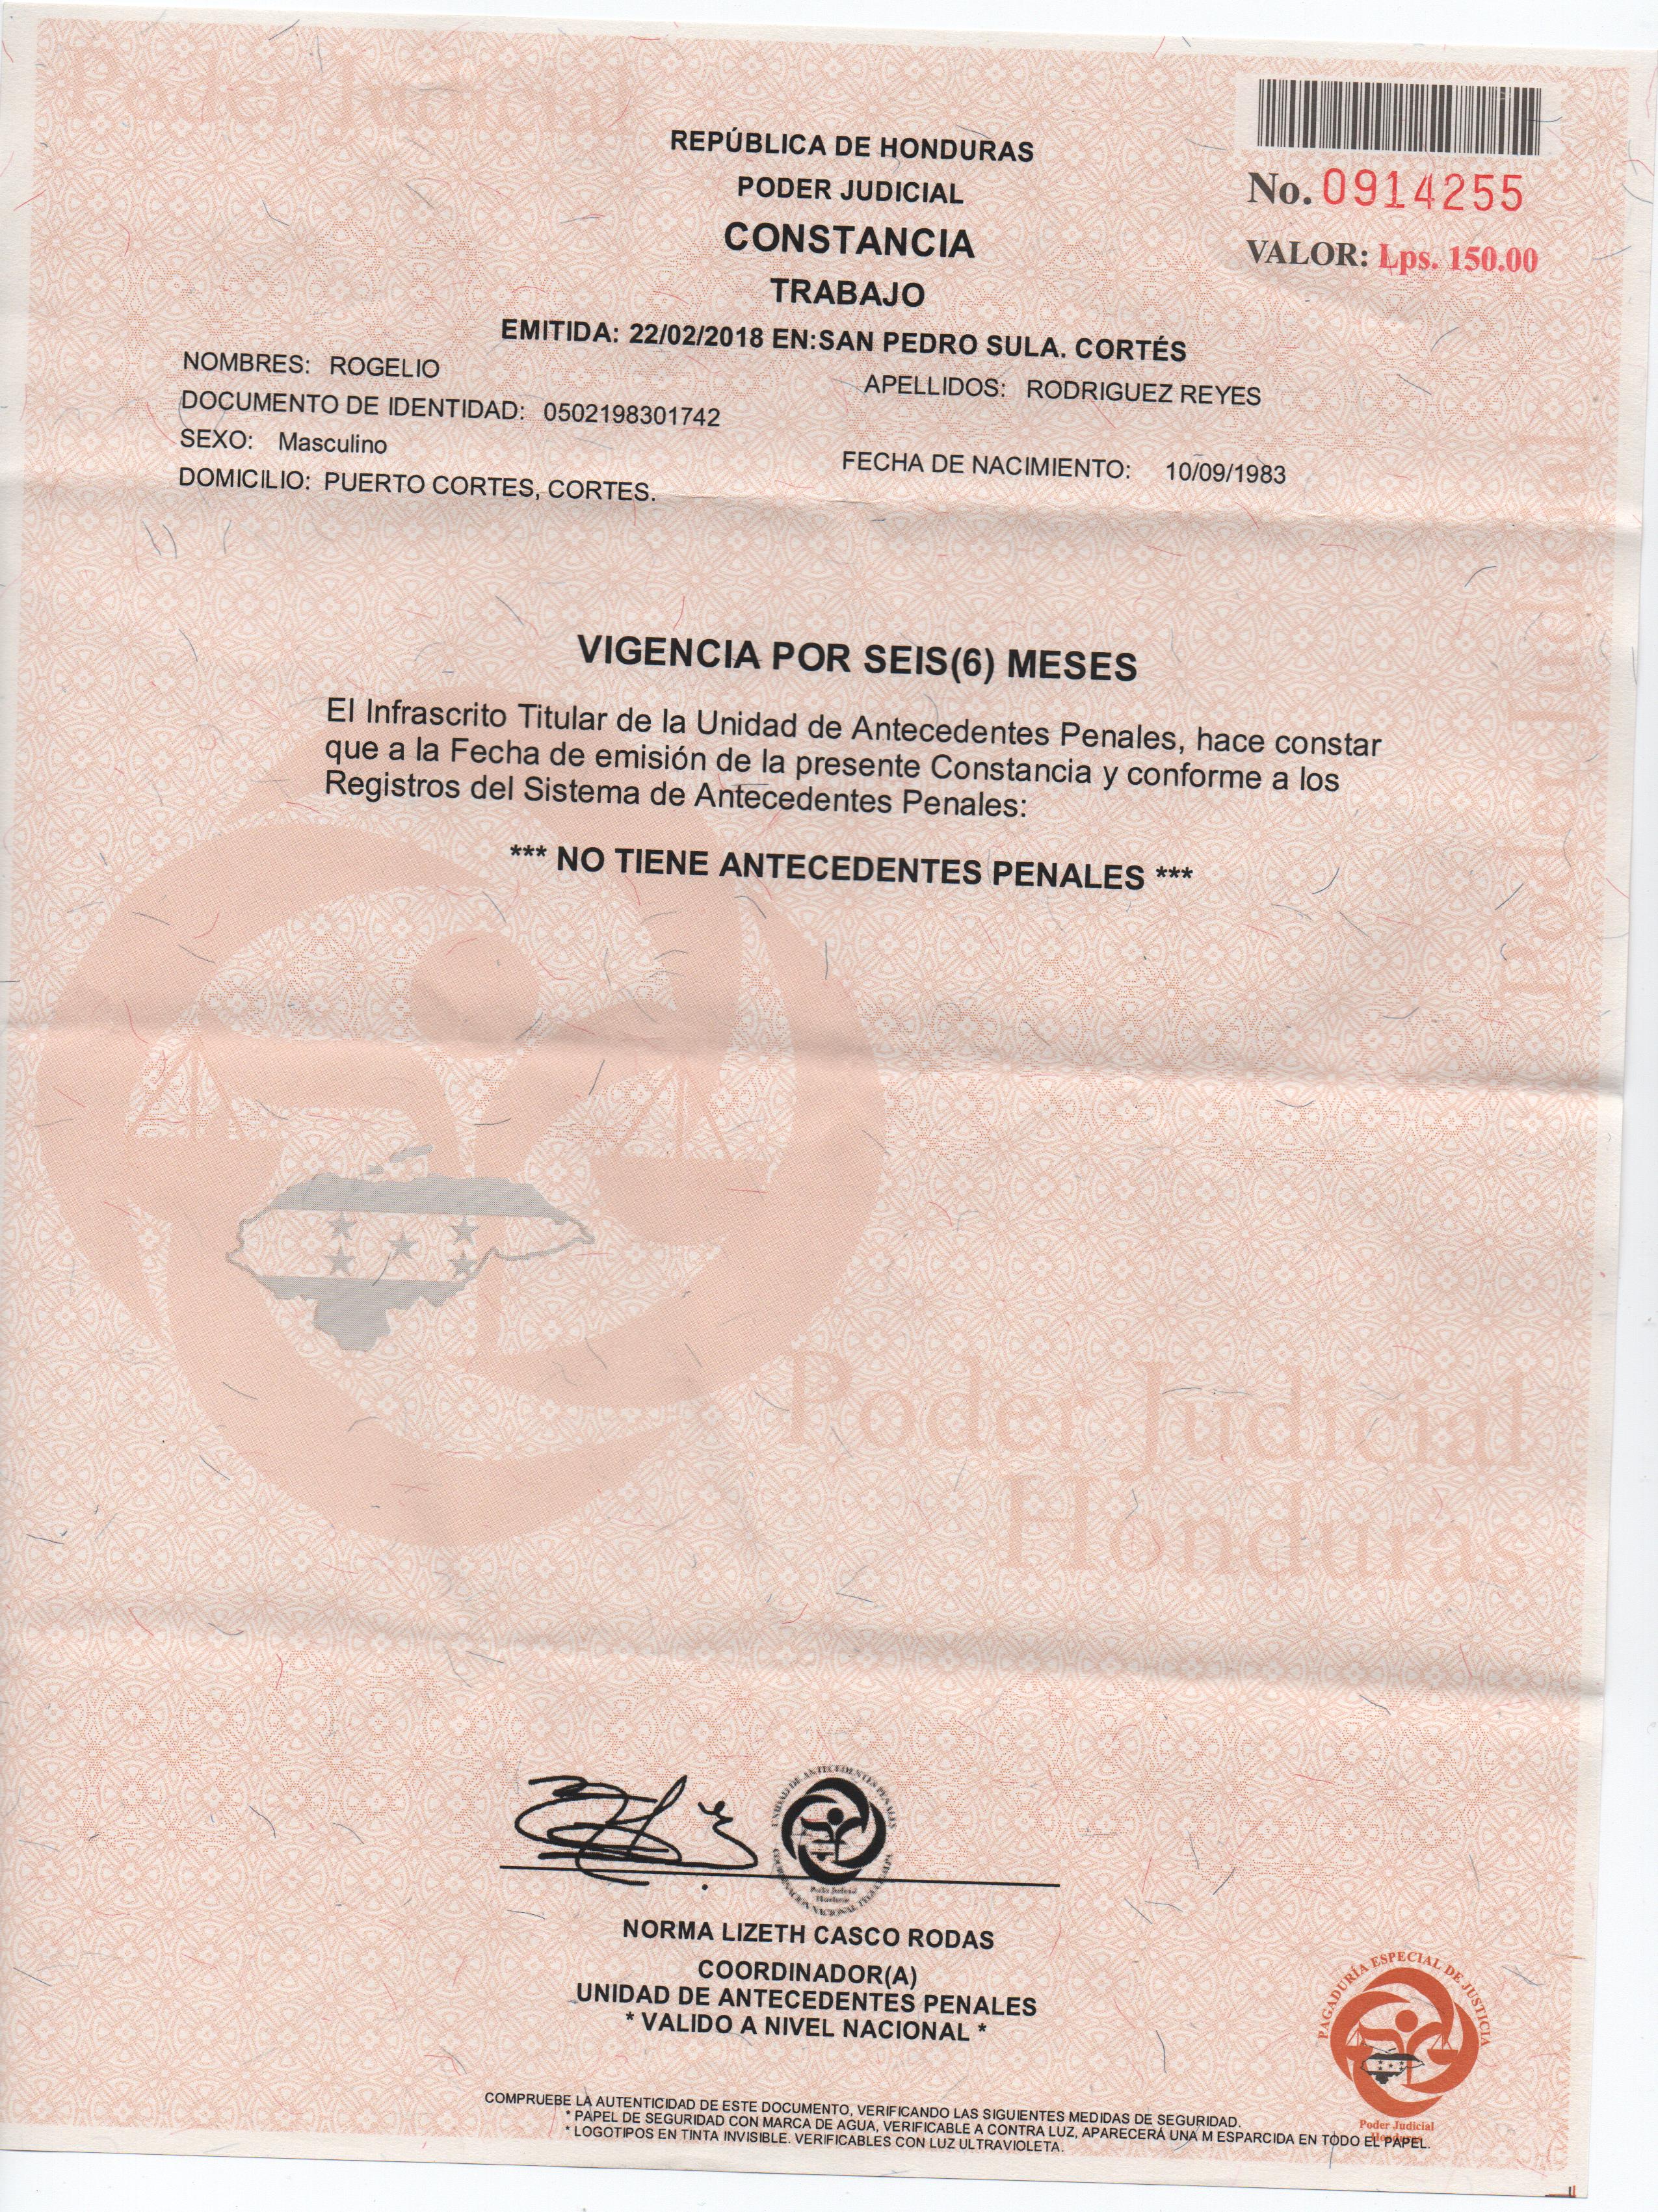 Poder Judicial
REPÚBLICA DE HONDURAS
PODER JUDICIAL
CONSTANCIA
TRABAJO
No. 0914255
VALOR: Lps. 150.00
EMITIDA: 22/02/2018 EN:SAN PEDRO SULA. CORTÉS
NOMBRES: ROGELIO
APELLIDOS: RODRIGUEZ REYES
DOCUMENTO DE IDENTIDAD: 0502198301742
SEXO: Masculino
FECHA DE NACIMIENTO: 10/09/1983
DOMICILIO: PUERTO CORTES, CORTES.
Poder Judicial
VIGENCIA POR SEIS(6) MESES
El Infrascrito Titular de la Unidad de Antecedentes Penales, hace constar
que a la Fecha de emisión de la presente Constancia y conforme a los
Registros del Sistema de Antecedentes Penales:
*** NO TIENE ANTECEDENTES PENALES ***
Poder Judicial
Honduras
UNIDAD DE ANTECEDENTES PENALES
Poder Judicial
Honduras
NORMA LIZETH CASCO RODAS
COORDINADOR(A)
UNIDAD DE ANTECEDENTES PENALES
* VALIDO A NIVEL NACIONAL *
PAGADURÍA ESPECIAL DE JUSTICIA
Poder Judicial
Honduras
COMPRUEBE LA AUTENTICIDAD DE ESTE DOCUMENTO, VERIFICANDO LAS SIGUIENTES MEDIDAS DE SEGURIDAD.
* PAPEL DE SEGURIDAD CON MARCA DE AGUA, VERIFICABLE A CONTRA LUZ, APARECERÁ UNA M ESPARCIDA EN TODO EL PAPEL.
* LOGOTIPOS EN TINTA INVISIBLE. VERIFICABLES CON LUZ ULTRAVIOLETA.